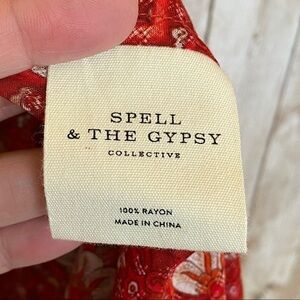 SPELL
& THE GYPSY
COLLECTIVE
100% RAYON
MADE IN CHINA